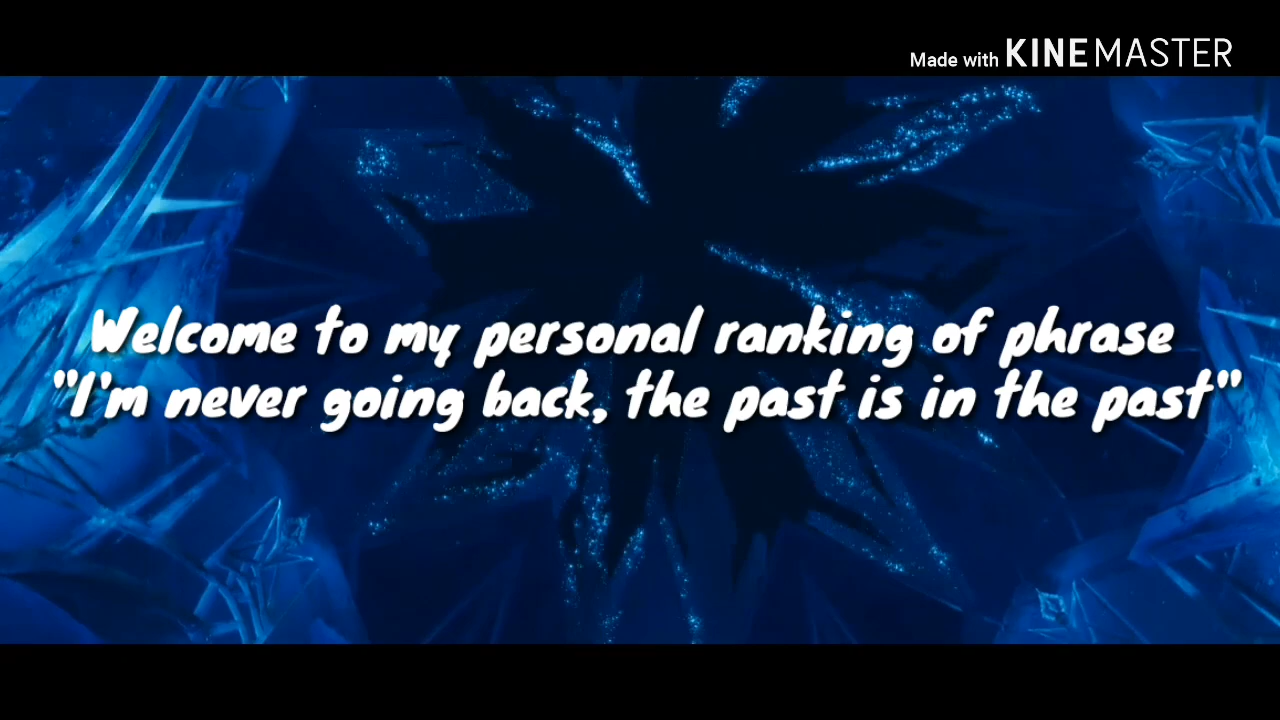 Made with KINEMASTER
Welcome to my personal ranking of phrase
"I'm never going back, the past is in the past"